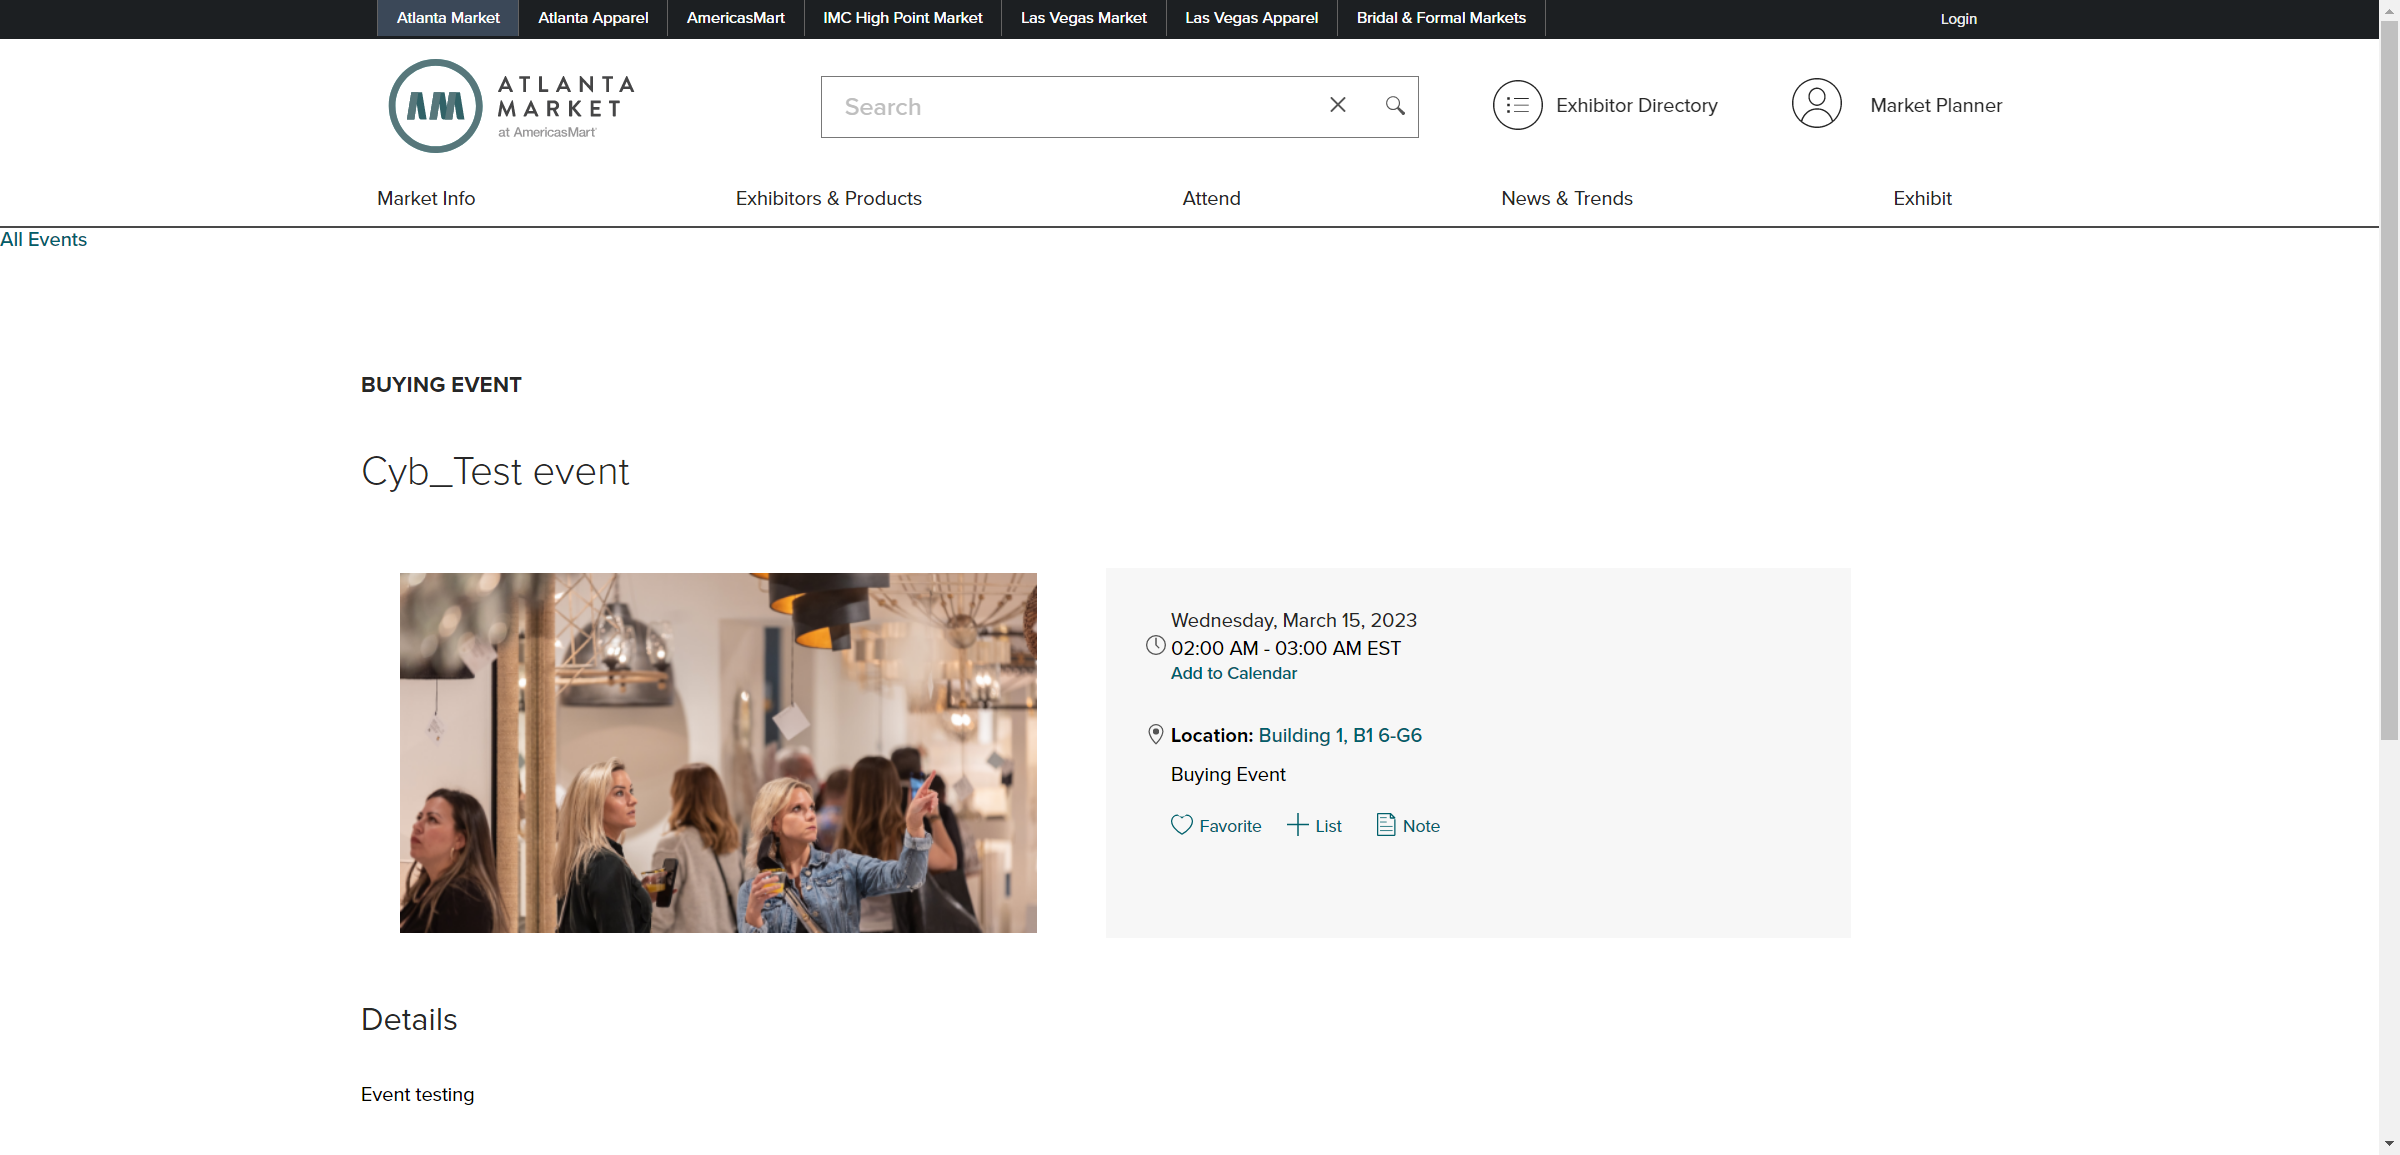 Atlanta Market Atlanta Apparel AmericasMart IMC High Point Market Las Vegas Market Las Vegas Apparel Bridal & Formal Markets Login
AM ATLANTA
MARKET
at AmericasMart
Search
Exhibitor Directory
Market Planner
Market Info Exhibitors & Products Attend News & Trends Exhibit
All Events
BUYING EVENT
Cyb_Test event
Wednesday, March 15, 2023
02:00 AM - 03:00 AM EST
Add to Calendar
Location: Building 1, B1 6-G6
Buying Event
Favorite List Note
Details
Event testing